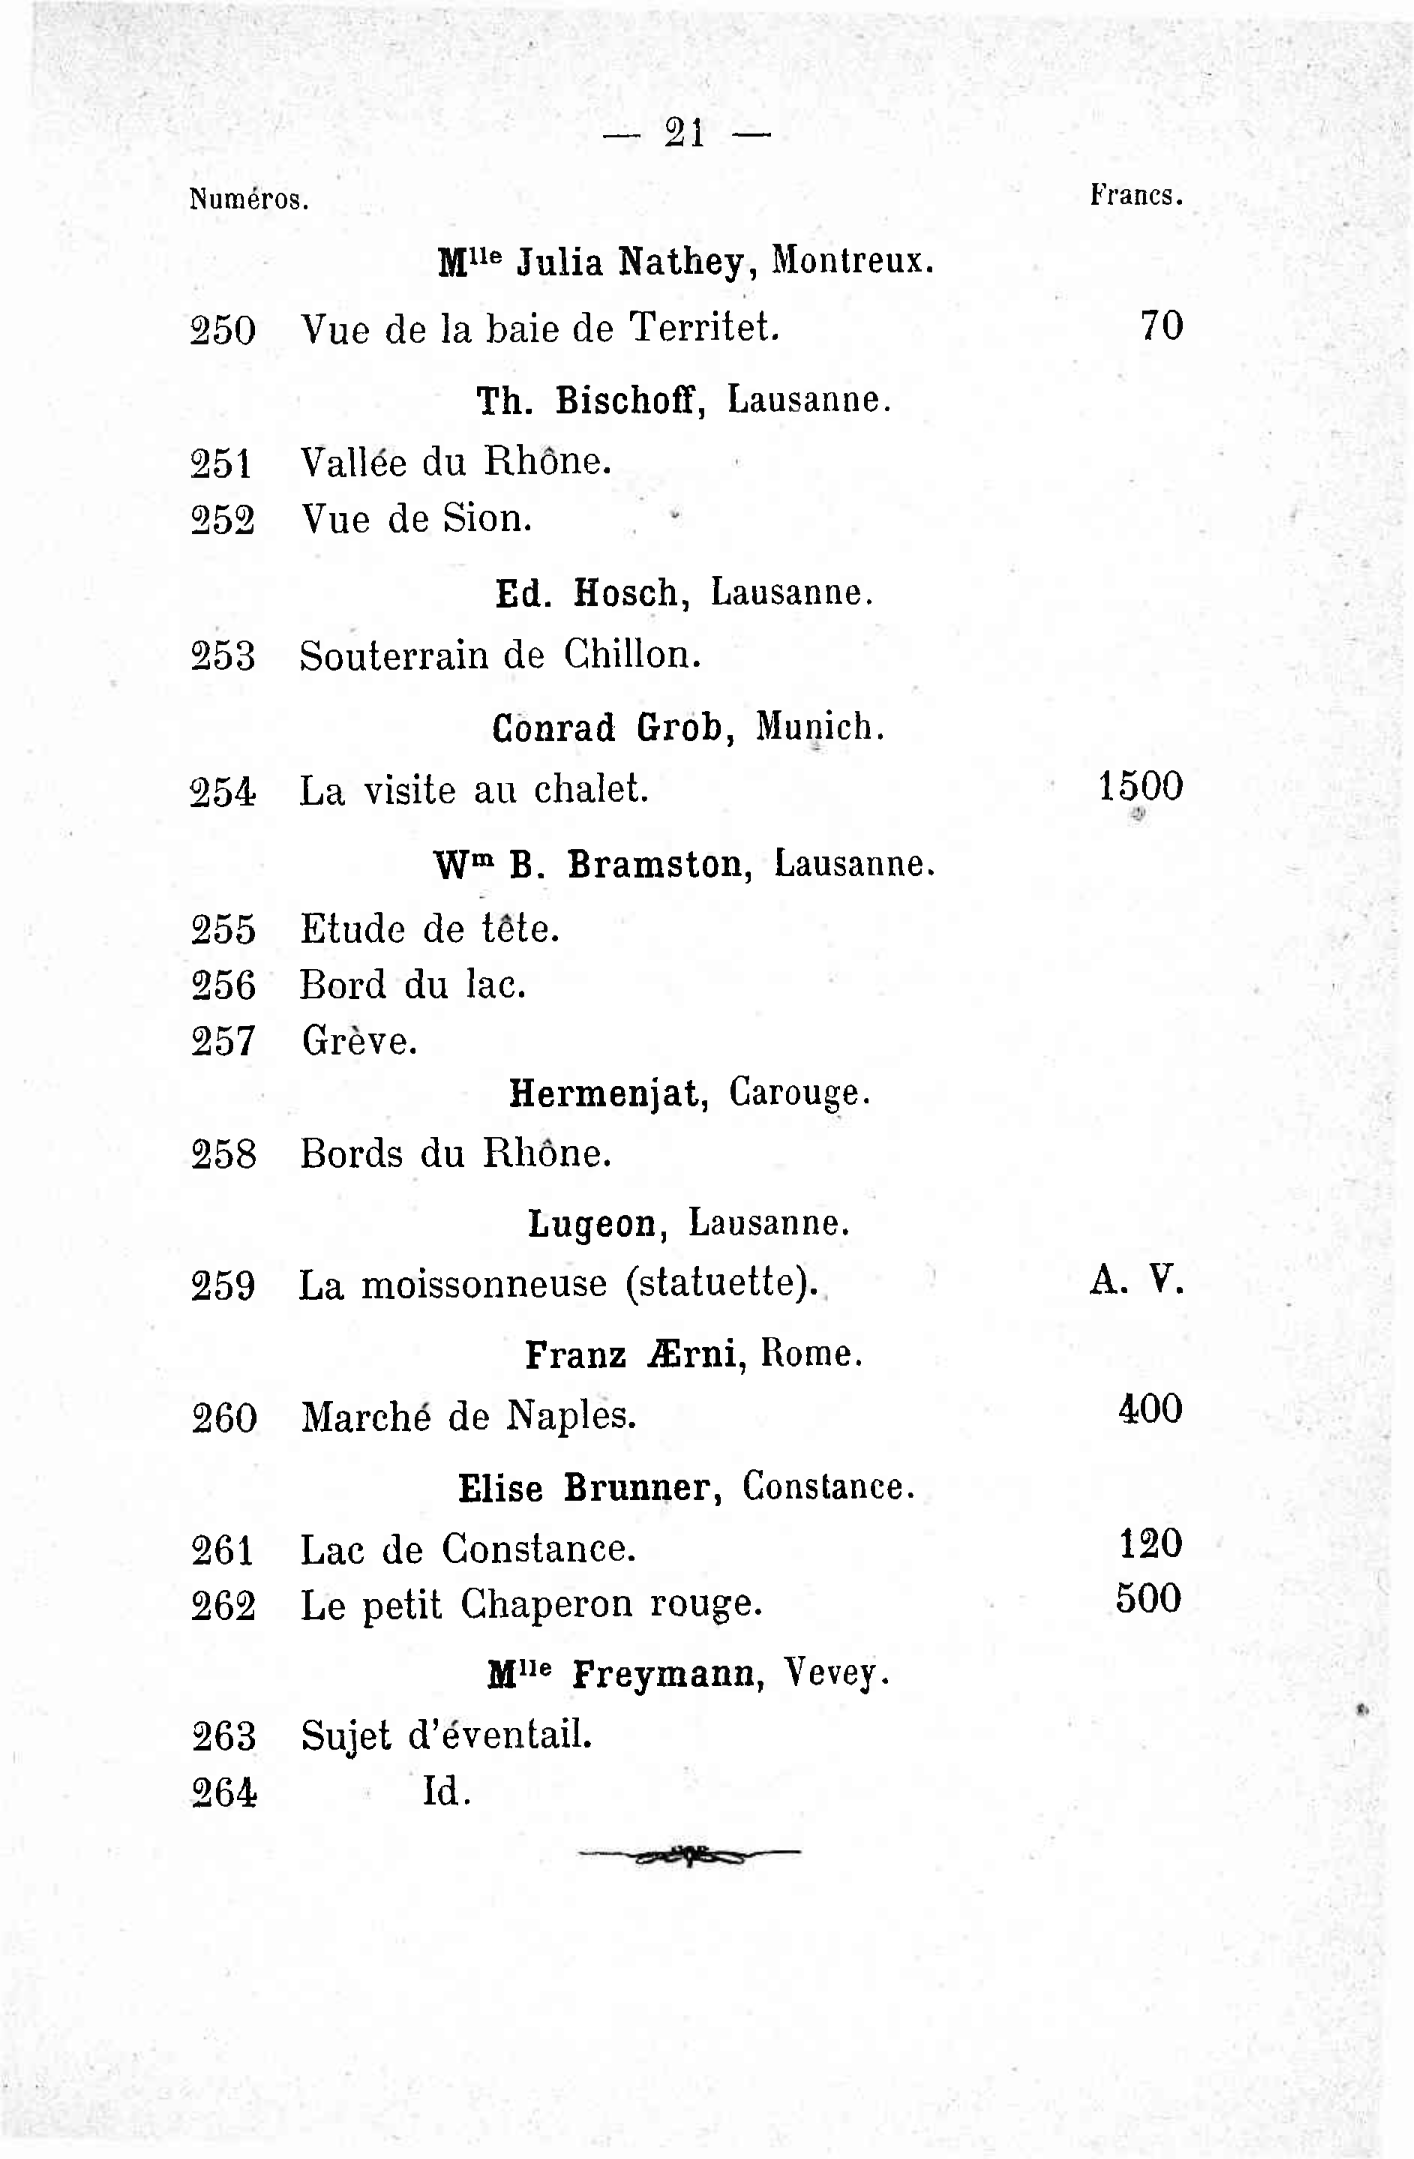 — 21 —
Numéros. Francs.
Mlle Julia Nathey, Montreux.
250 Vue de la baie de Territet. 70
Th. Bischoff, Lausanne.
251 Vallée du Rhône.
252 Vue de Sion.
Ed. Hosch, Lausanne.
253 Souterrain de Chillon.
Conrad Grob, Munich.
254 La visite au chalet. 1500
Wm B. Bramston, Lausanne.
255 Etude de tête.
256 Bord du lac.
257 Grève.
Hermenjat, Carouge.
258 Bords du Rhône.
Lugeon, Lausanne.
259 La moissonneuse (statuette). A. V.
Franz Ærni, Rome.
260 Marché de Naples. 400
Elise Brunner, Constance.
261 Lac de Constance. 120
262 Le petit Chaperon rouge. 500
Mlle Freymann, Vevey.
263 Sujet d'éventail.
264 Id.